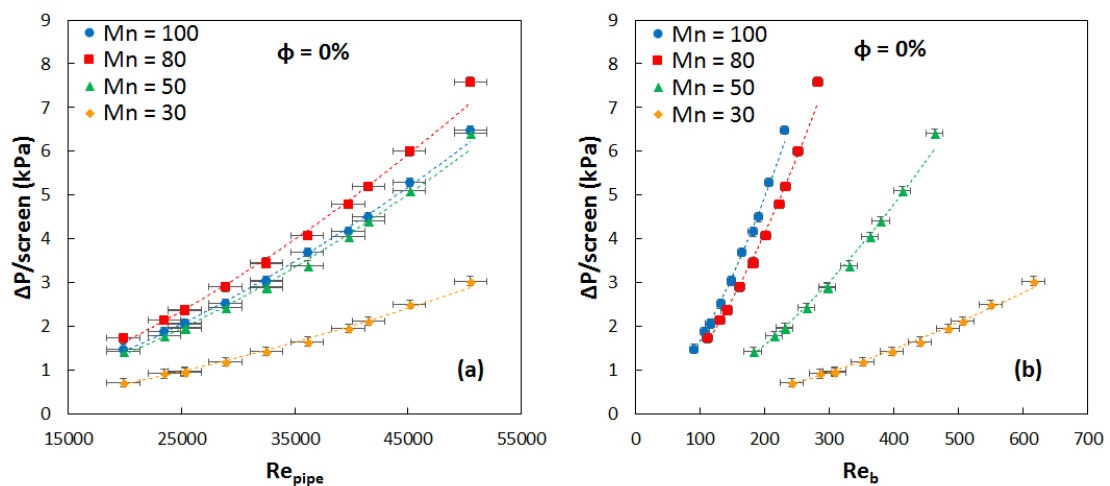 Mn = 100
Mn = 80
Mn = 50
Mn = 30
ϕ = 0%
(a)
ΔP/screen (kPa)
9
8
7
6
5
4
3
2
1
0
15000 25000 35000 45000 55000
Re_pipe
Mn = 100
Mn = 80
Mn = 50
Mn = 30
ϕ = 0%
(b)
ΔP/screen (kPa)
9
8
7
6
5
4
3
2
1
0
0 100 200 300 400 500 600 700
Re_b